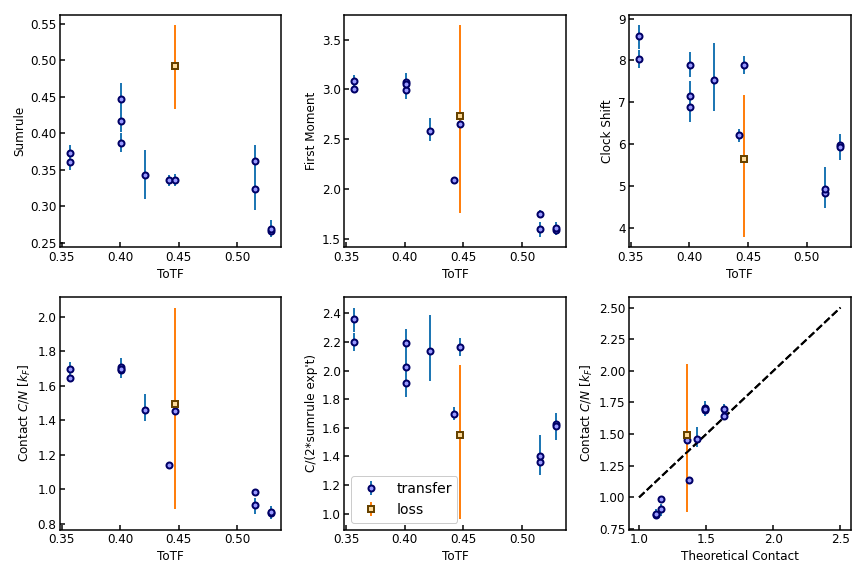 Sumrule
0.55
0.50
0.45
0.40
0.35
0.30
0.25
0.35 0.40 0.45 0.50
ToTF
First Moment
3.5
3.0
2.5
2.0
1.5
0.35 0.40 0.45 0.50
ToTF
Clock Shift
9
8
7
6
5
4
0.35 0.40 0.45 0.50
ToTF
Contact C/N [k_F]
2.0
1.8
1.6
1.4
1.2
1.0
0.8
0.35 0.40 0.45 0.50
ToTF
C/(2*sumrule exp't)
2.4
2.2
2.0
1.8
1.6
1.4
1.2
1.0
transfer
loss
0.35 0.40 0.45 0.50
ToTF
Contact C/N [k_F]
2.50
2.25
2.00
1.75
1.50
1.25
1.00
0.75
1.0 1.5 2.0 2.5
Theoretical Contact